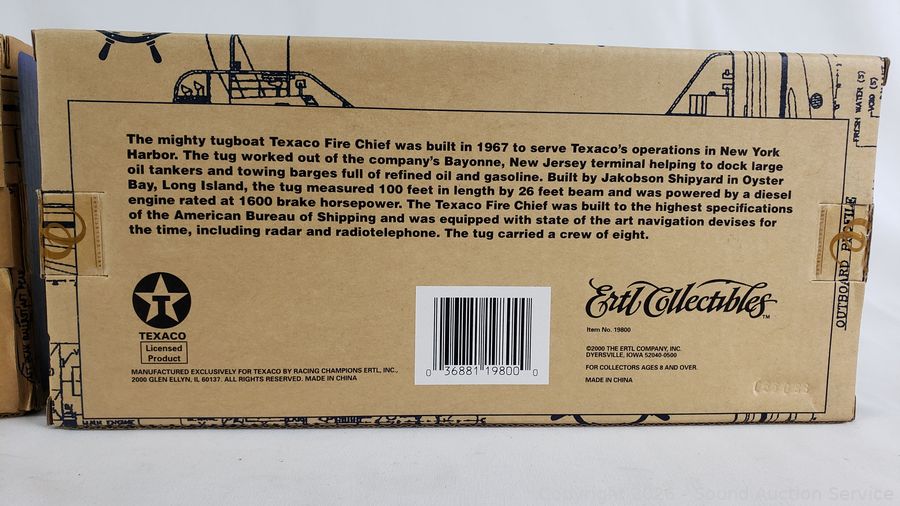 The mighty tugboat Texaco Fire Chief was built in 1967 to serve Texaco's operations in New York
Harbor. The tug worked out of the company's Bayonne, New Jersey terminal helping to dock large
oil tankers and towing barges full of refined oil and gasoline. Built by Jakobson Shipyard in Oyster
Bay, Long Island, the tug measured 100 feet in length by 26 feet beam and was powered by a diesel
engine rated at 1600 brake horsepower. The Texaco Fire Chief was built to the highest specifications
of the American Bureau of Shipping and was equipped with state of the art navigation devises for
the time, including radar and radiotelephone. The tug carried a crew of eight.
T
TEXACO
Licensed
Product
MANUFACTURED EXCLUSIVELY FOR TEXACO BY RACING CHAMPIONS ERTL, INC.,
2000 GLEN ELLYN, IL 60137. ALL RIGHTS RESERVED. MADE IN CHINA
0 36881 19800 0
Ertl Collectibles™
Item No. 19800
©2000 THE ERTL COMPANY, INC.
DYERSVILLE, IOWA 52040-0500
FOR COLLECTORS AGES 8 AND OVER.
MADE IN CHINA
FRESH WATER (S)
VOID (S)
OUTBOARD PROFILE
ENGINE
Copyright 2026 - Sound Auction Service